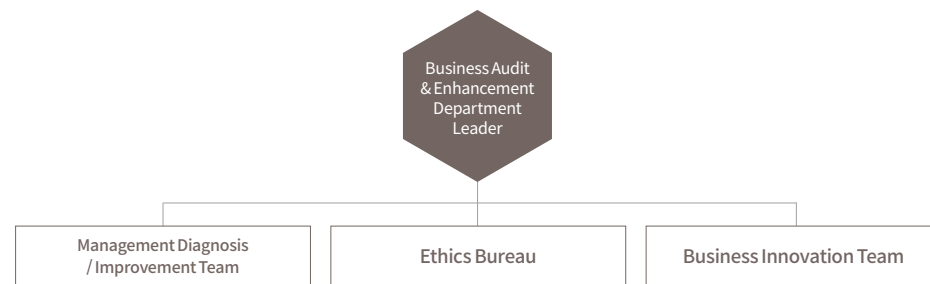 Business Audit
& Enhancement
Department
Leader
Management Diagnosis
/ Improvement Team
Ethics Bureau
Business Innovation Team